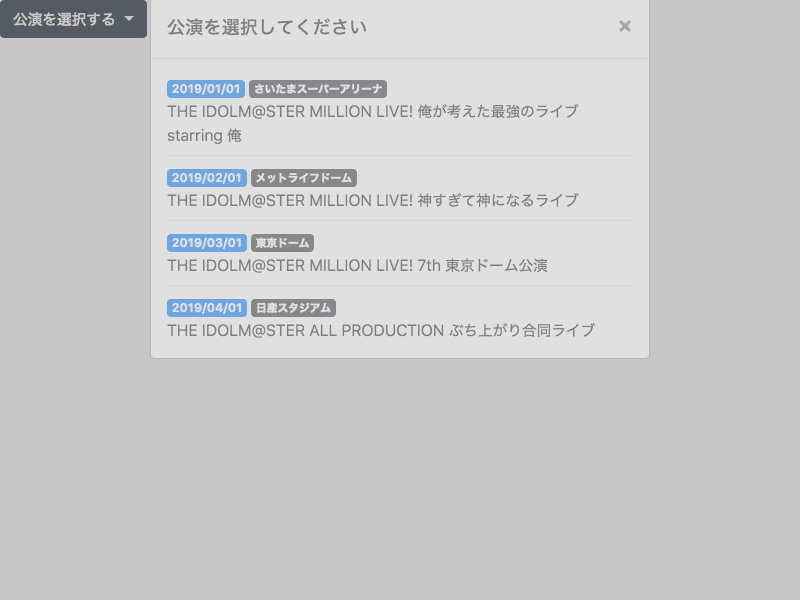 公演を選択する
公演を選択してください ×
2019/01/01 さいたまスーパーアリーナ
THE IDOLM@STER MILLION LIVE! 俺が考えた最強のライブ
starring 俺
2019/02/01 メットライフドーム
THE IDOLM@STER MILLION LIVE! 神すぎて神になるライブ
2019/03/01 東京ドーム
THE IDOLM@STER MILLION LIVE! 7th 東京ドーム公演
2019/04/01 日産スタジアム
THE IDOLM@STER ALL PRODUCTION ぶち上がり合同ライブ